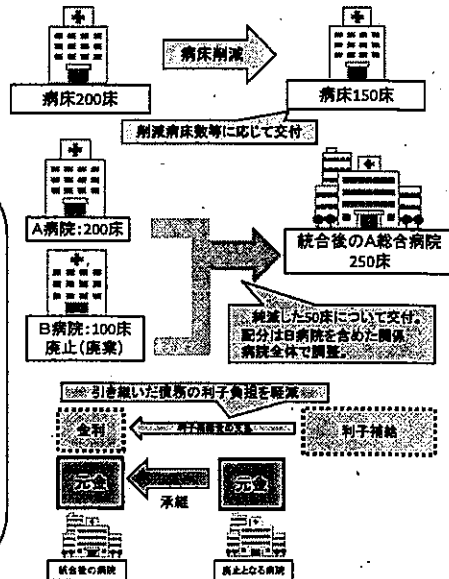 病床削減
病床200床
病床150床
削減病床数等に応じて交付
A病院:200床
B病院:100床
廃止(廃棄)
統合後のA総合病院
250床
純減した50床について交付。
配分はB病院を含めた関係
病院全体で調整。
引き継いだ債務の利子負担を軽減
金利
利子補給
元金
承継
元金
統合後の病院
廃止となる病院